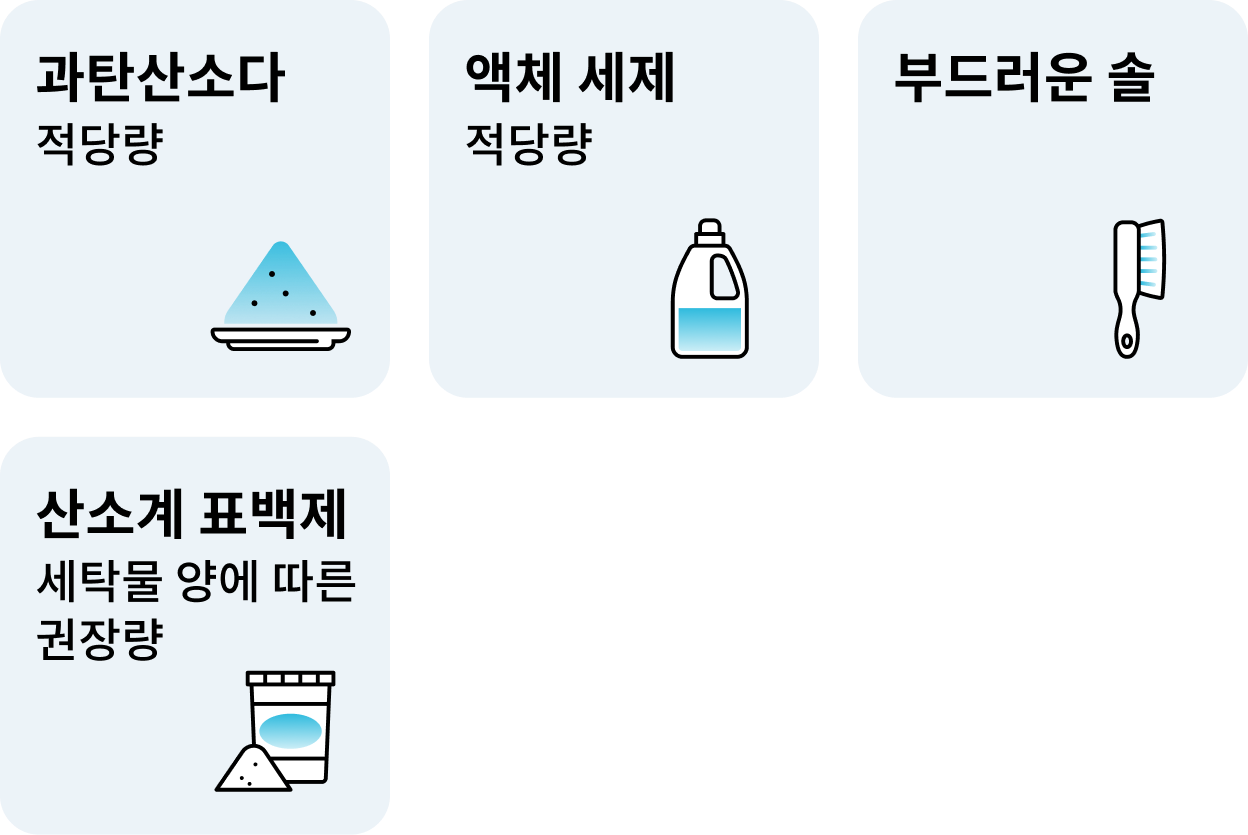 과탄산소다
적당량
액체 세제
적당량
부드러운 솔
산소계 표백제
세탁물 양에 따른
권장량